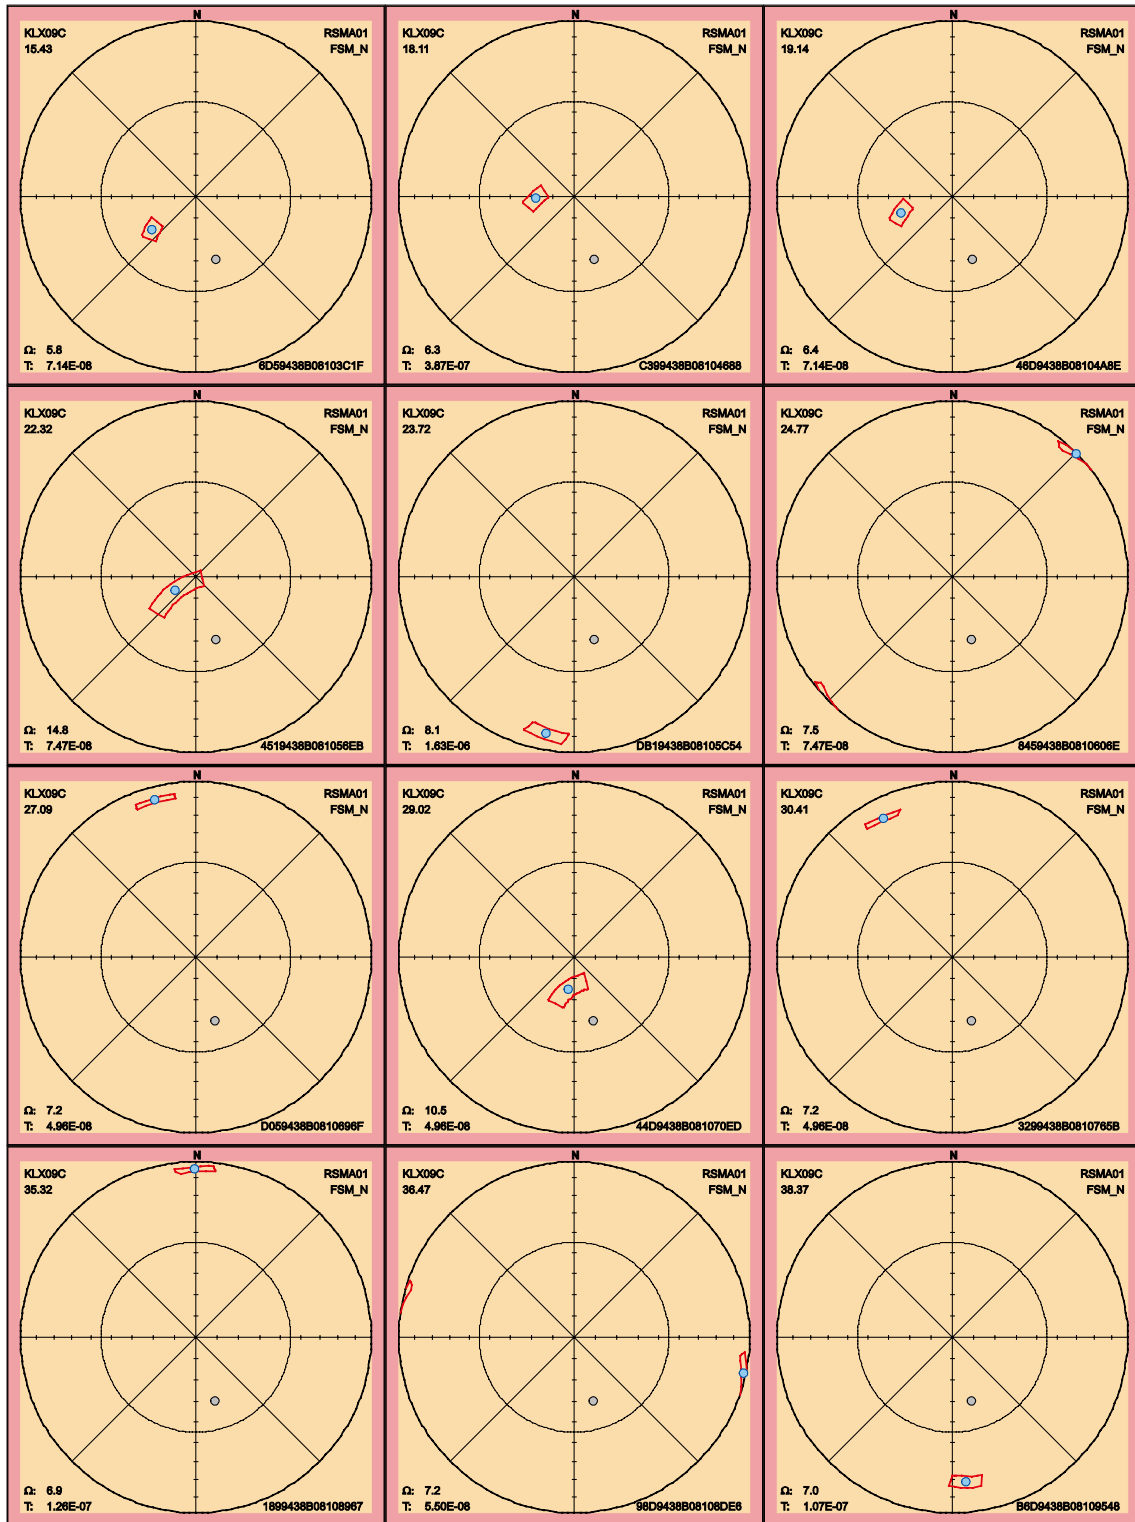 N
KLX09C RSMA01
15.43 FSM_N
Ω: 5.8
T: 7.14E-08 6D59438B08103C1F
N
KLX09C RSMA01
18.11 FSM_N
Ω: 6.3
T: 3.87E-07 C399438B08104688
N
KLX09C RSMA01
19.14 FSM_N
Ω: 6.4
T: 7.14E-08 46D9438B08104A8E
N
KLX09C RSMA01
22.32 FSM_N
Ω: 14.8
T: 7.47E-08 4519438B081056EB
N
KLX09C RSMA01
23.72 FSM_N
Ω: 8.1
T: 1.63E-06 DB19438B08105C54
N
KLX09C RSMA01
24.77 FSM_N
Ω: 7.5
T: 7.47E-08 8459438B0810606E
N
KLX09C RSMA01
27.09 FSM_N
Ω: 7.2
T: 4.96E-08 D059438B0810696F
N
KLX09C RSMA01
29.02 FSM_N
Ω: 10.5
T: 4.96E-08 44D9438B081070ED
N
KLX09C RSMA01
30.41 FSM_N
Ω: 7.2
T: 4.96E-08 3299438B0810765B
N
KLX09C RSMA01
35.32 FSM_N
Ω: 6.9
T: 1.26E-07 1899438B08108967
N
KLX09C RSMA01
36.47 FSM_N
Ω: 7.2
T: 5.50E-08 98D9438B08108DE6
N
KLX09C RSMA01
38.37 FSM_N
Ω: 7.0
T: 1.07E-07 B6D9438B08109548